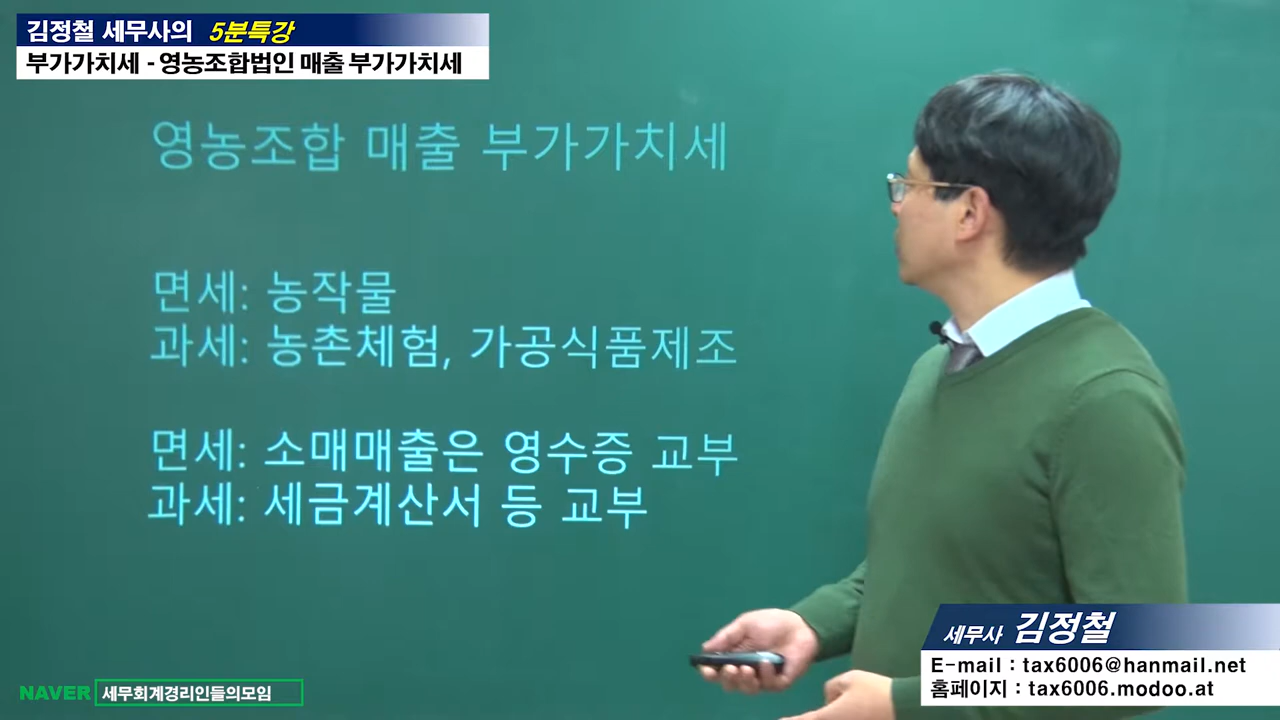 김정철 세무사의 5분특강
부가가치세 - 영농조합법인 매출 부가가치세
영농조합 매출 부가가치세
면세: 농작물
과세: 농촌체험, 가공식품제조
면세: 소매매출은 영수증 교부
과세: 세금계산서 등 교부
세무사 김정철
E-mail : tax6006@hanmail.net
홈페이지 : tax6006.modoo.at
NAVER 세무회계경리인들의모임